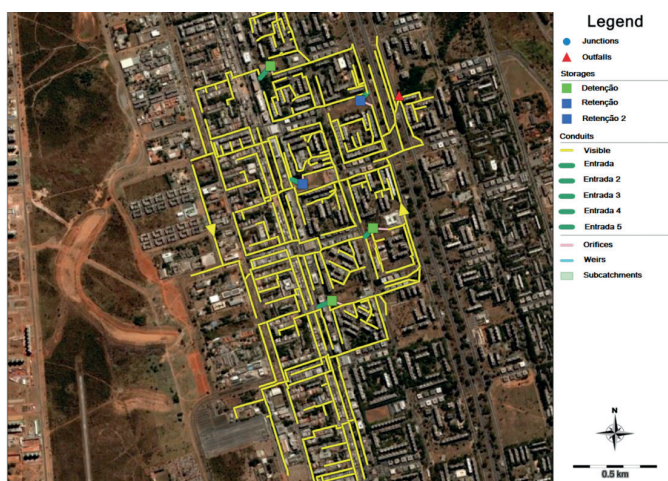 Legend
Junctions
Outfalls
Storages
Detenção
Retenção
Retenção 2
Conduits
Visible
Entrada
Entrada 2
Entrada 3
Entrada 4
Entrada 5
Orifices
Weirs
Subcatchments
N
0.5 km